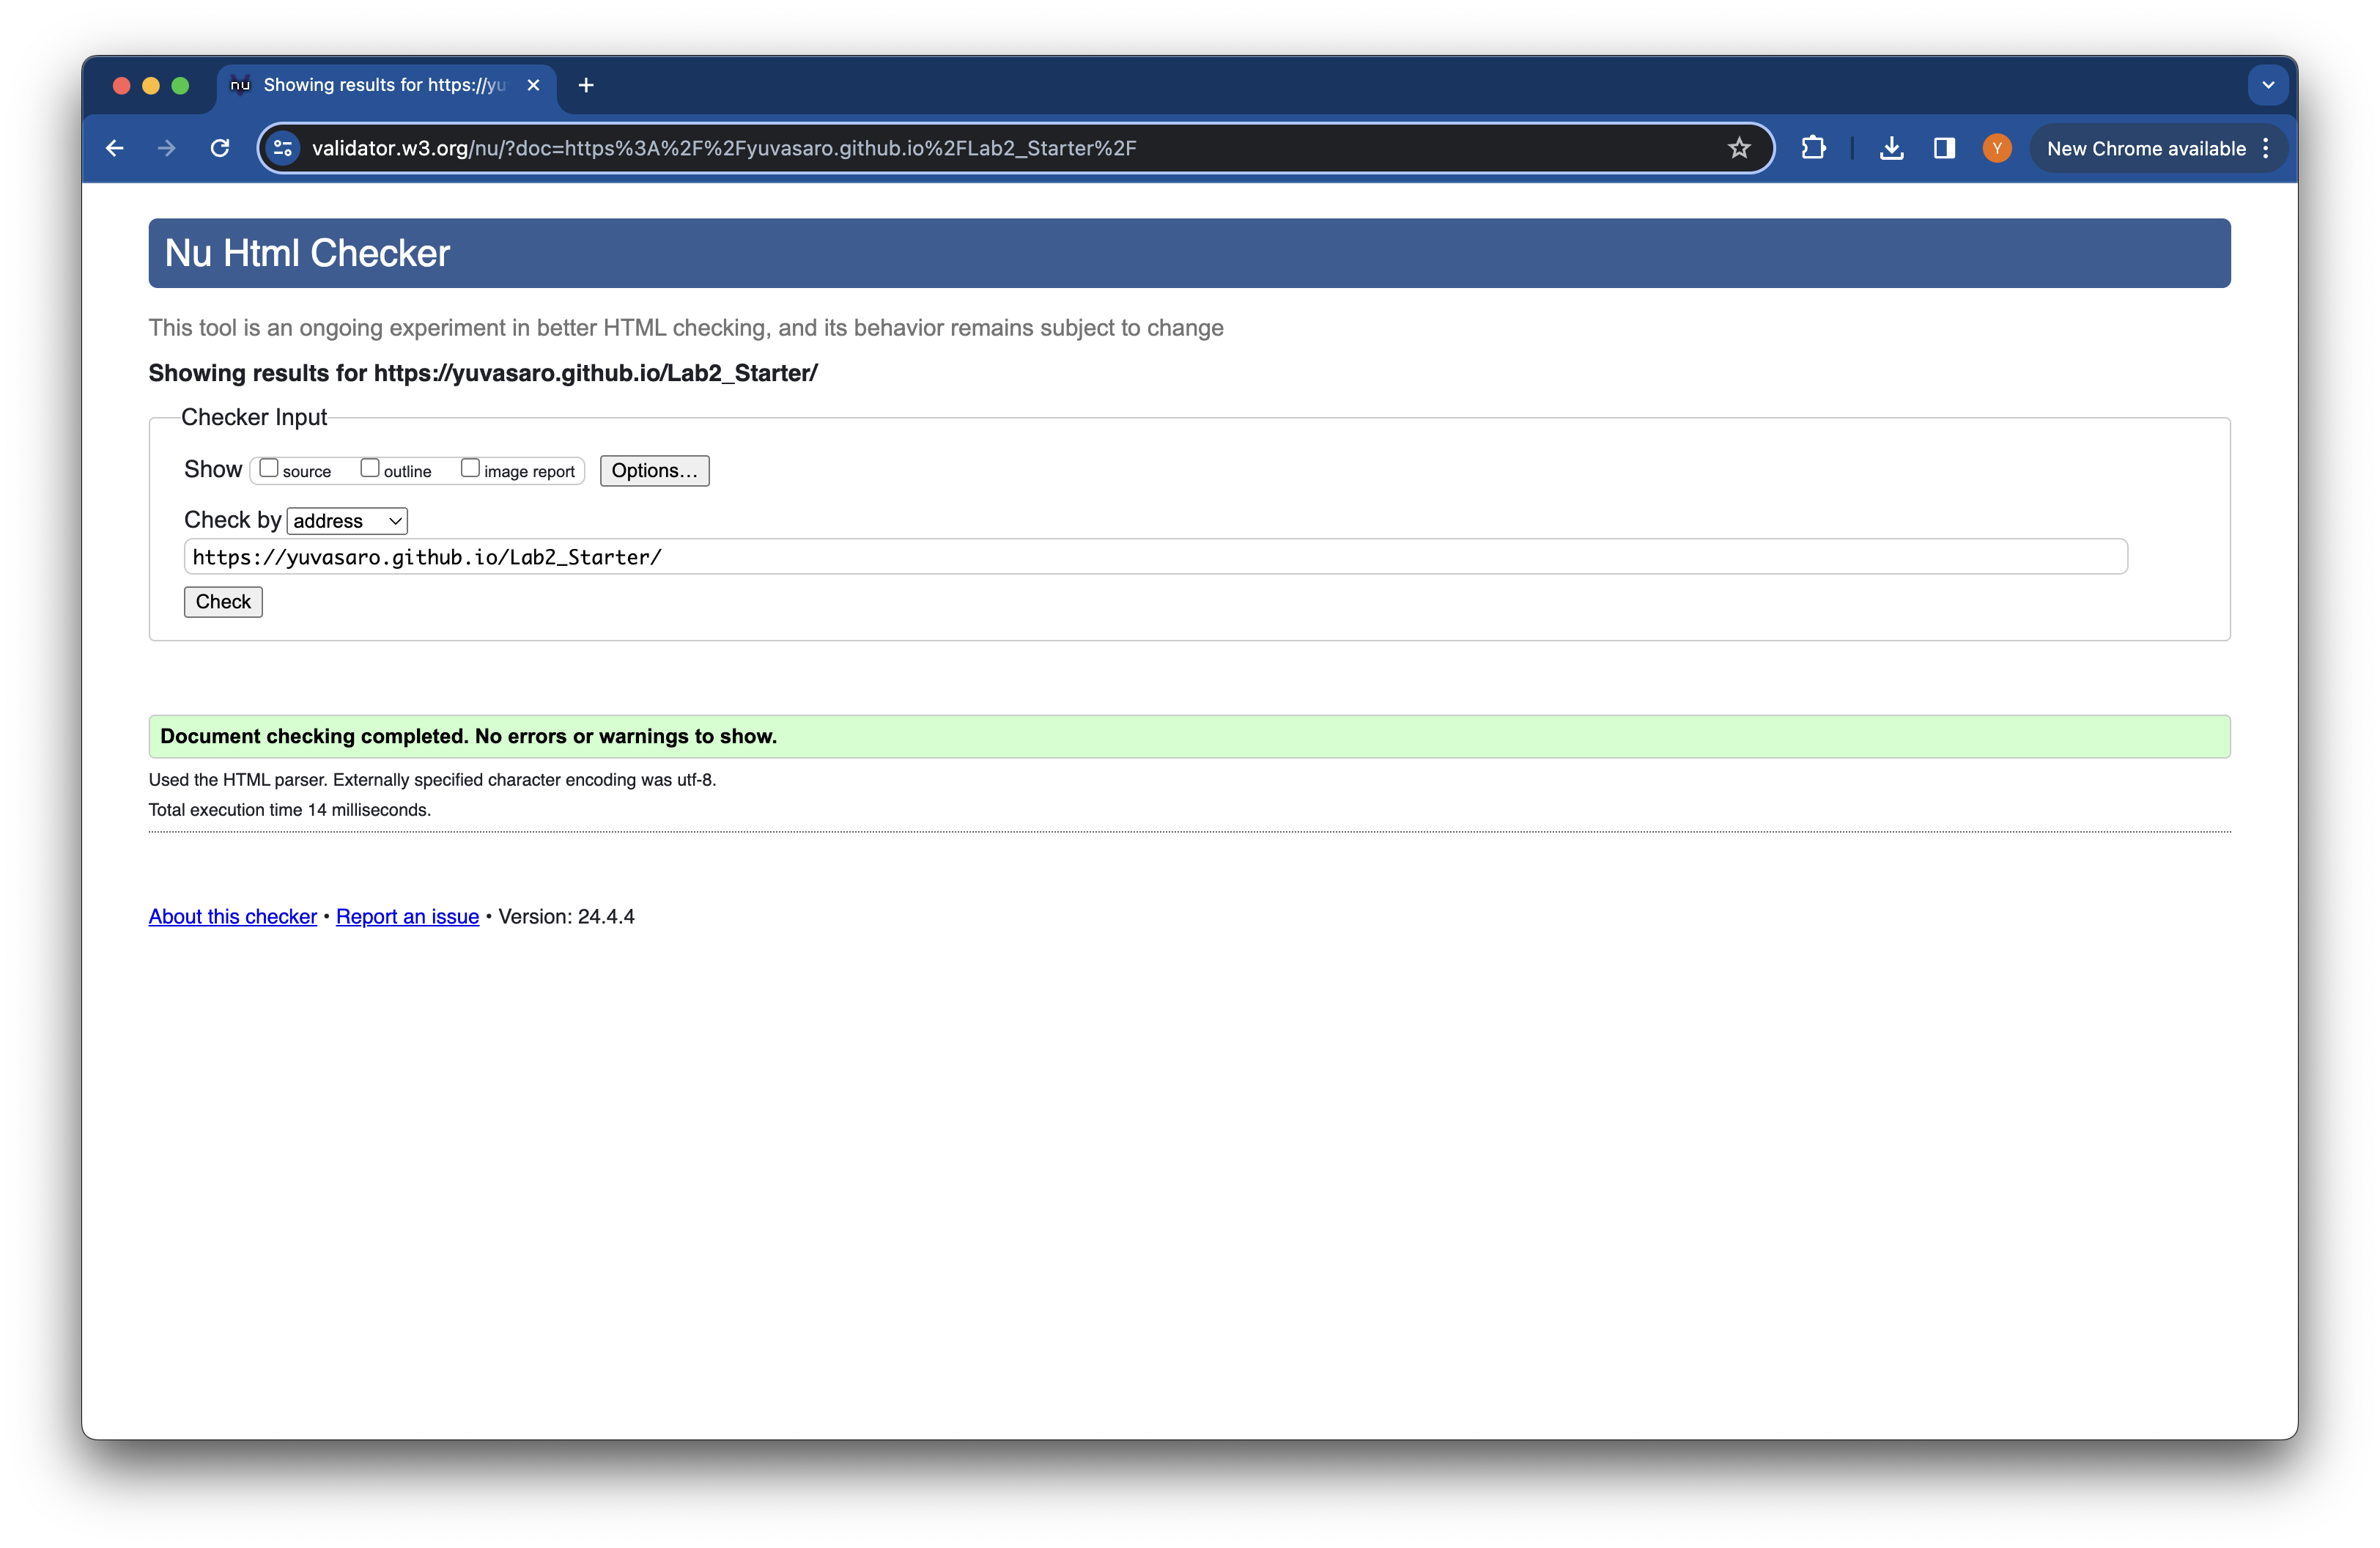 nu Showing results for https://yu
validator.w3.org/nu/?doc=https%3A%2F%2Fyuvasaro.github.io%2FLab2_Starter%2F
Y
New Chrome available
Nu Html Checker
This tool is an ongoing experiment in better HTML checking, and its behavior remains subject to change
Showing results for https://yuvasaro.github.io/Lab2_Starter/
Checker Input
Show source outline image report Options...
Check by address
https://yuvasaro.github.io/Lab2_Starter/
Check
Document checking completed. No errors or warnings to show.
Used the HTML parser. Externally specified character encoding was utf-8.
Total execution time 14 milliseconds.
About this checker • Report an issue • Version: 24.4.4